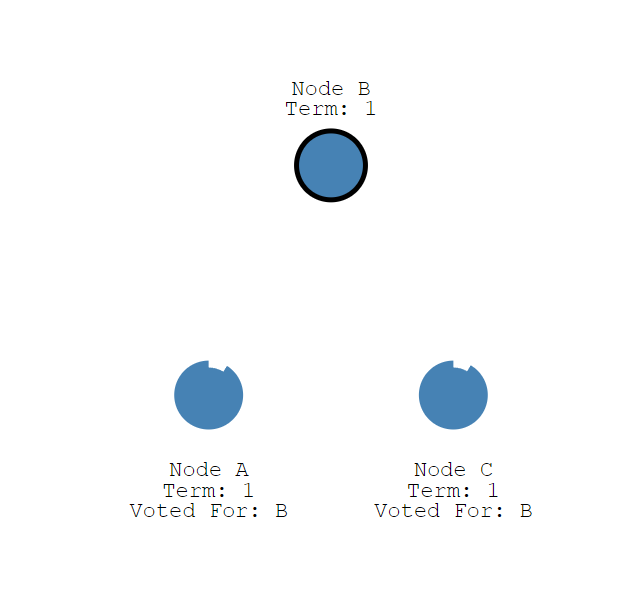 Node B
Term: 1
Node A
Term: 1
Voted For: B
Node C
Term: 1
Voted For: B